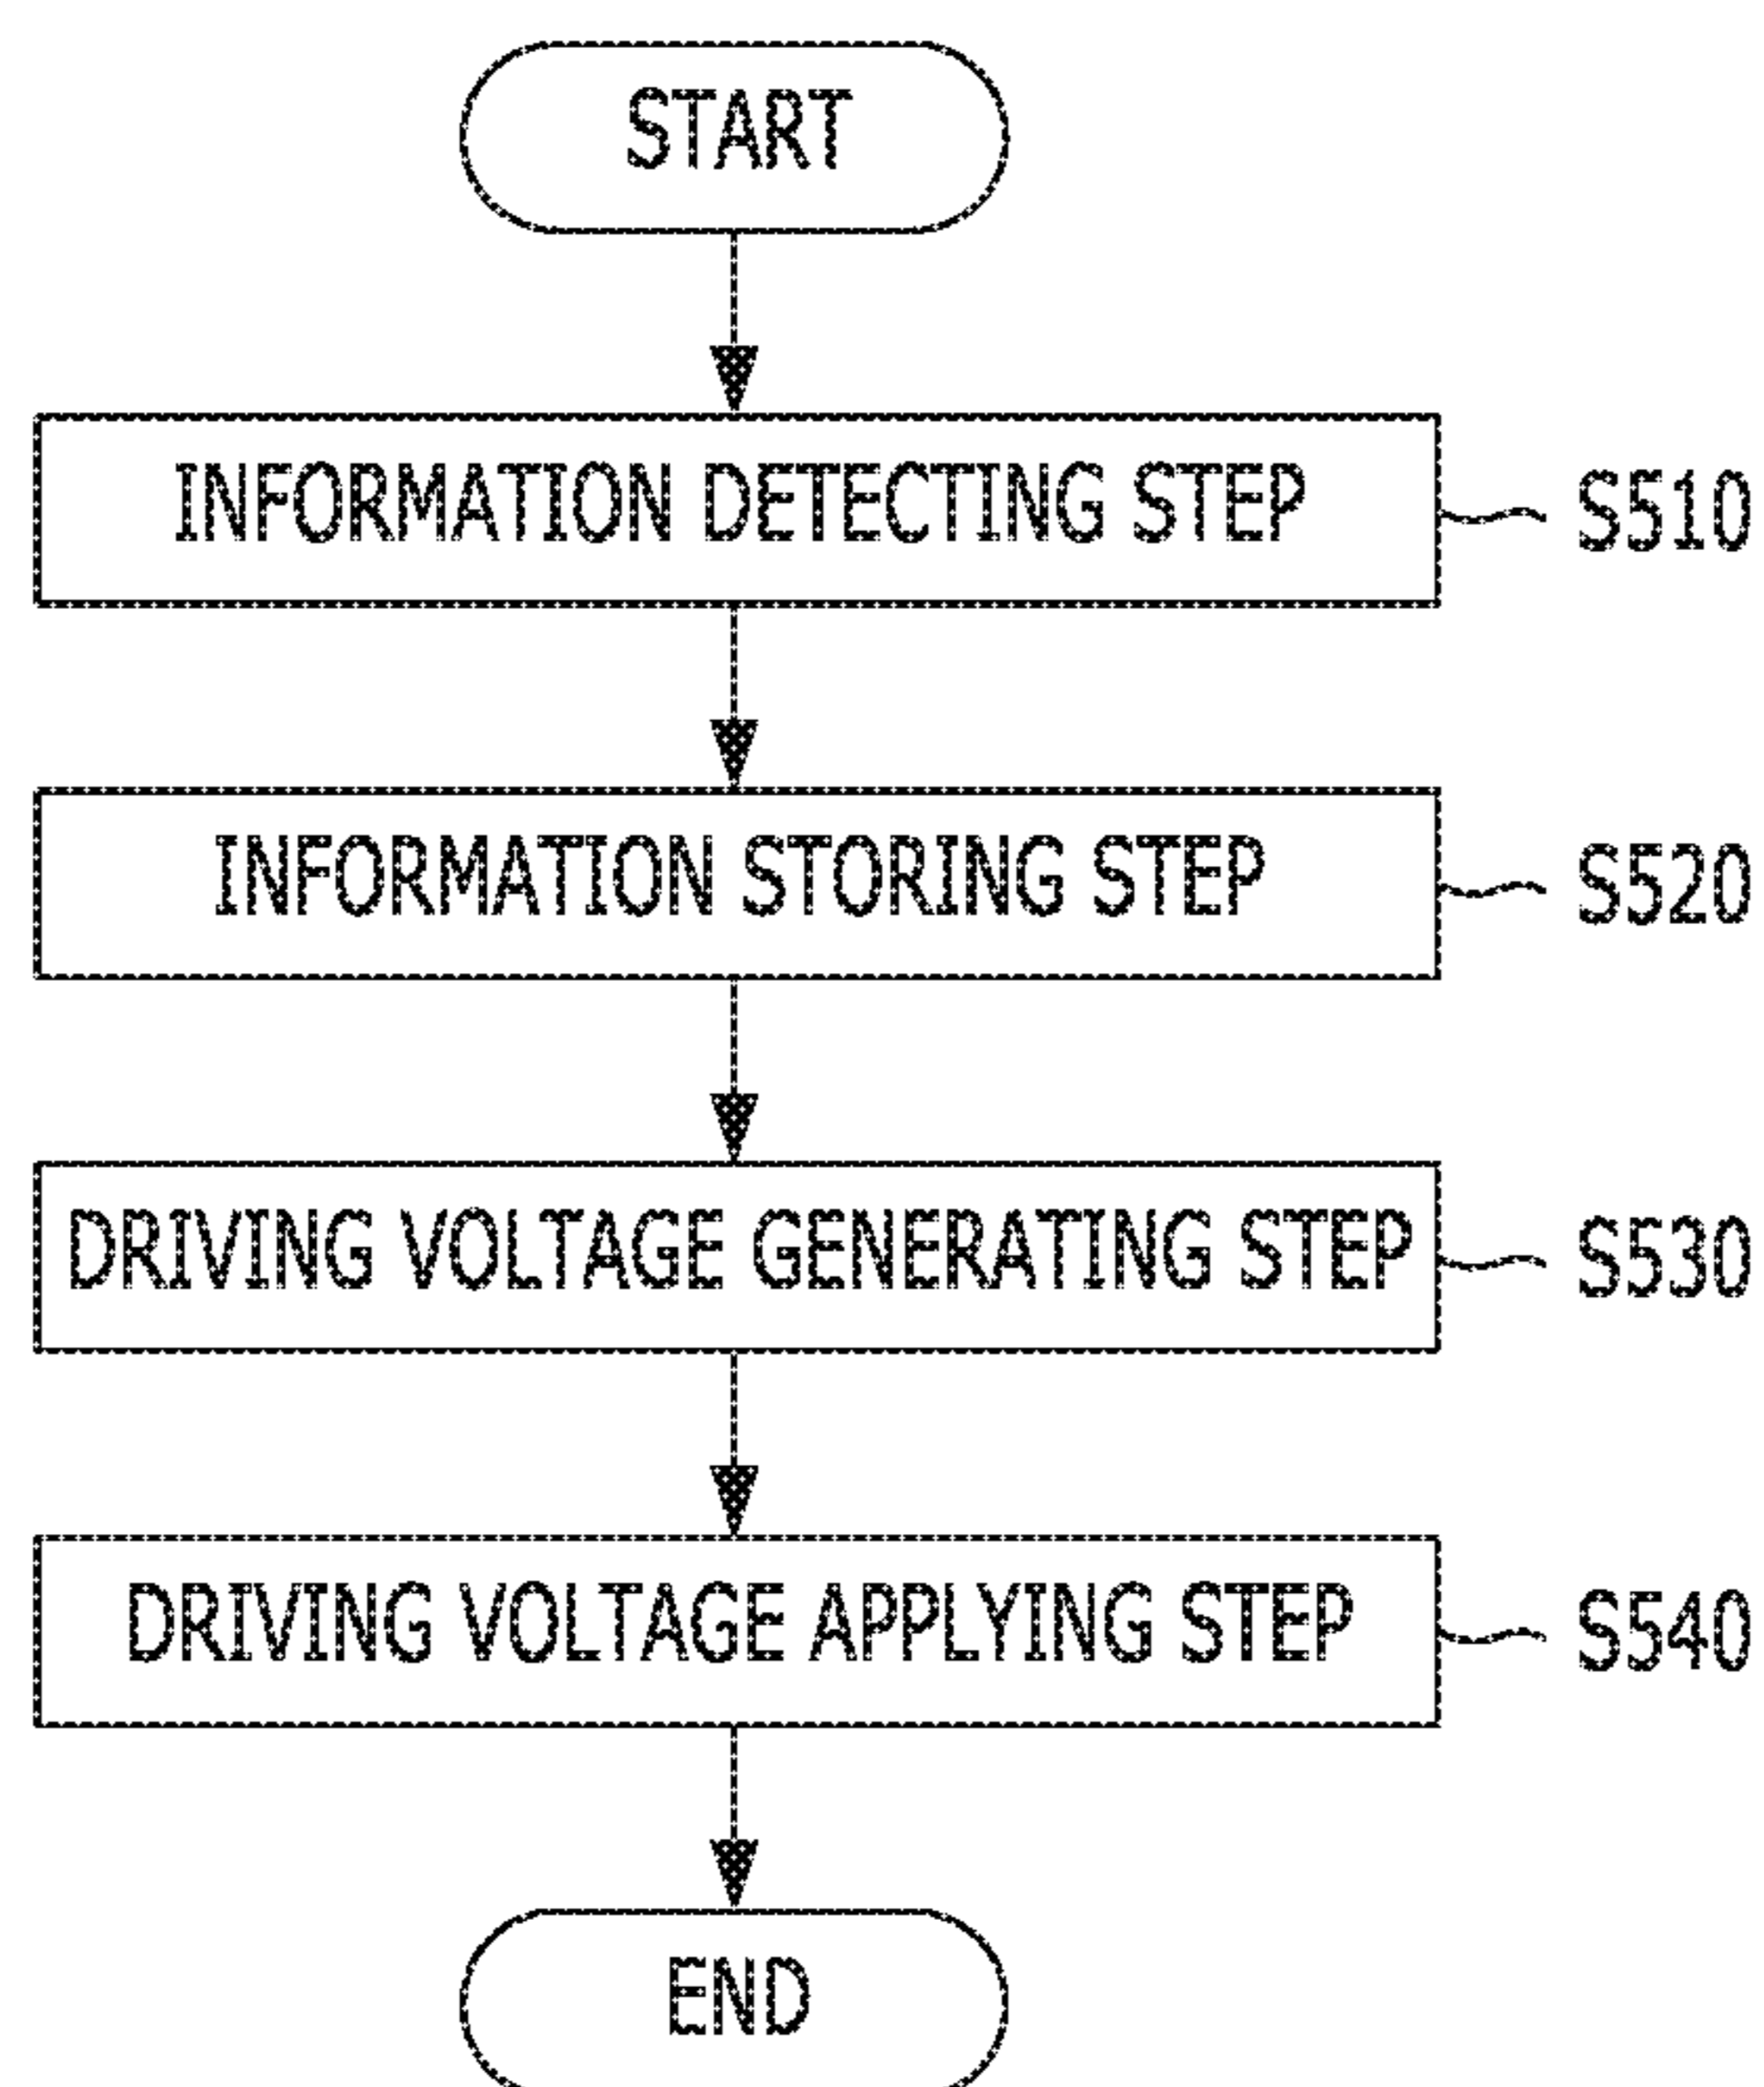 START
INFORMATION DETECTING STEP S510
INFORMATION STORING STEP S520
DRIVING VOLTAGE GENERATING STEP S530
DRIVING VOLTAGE APPLYING STEP S540
END